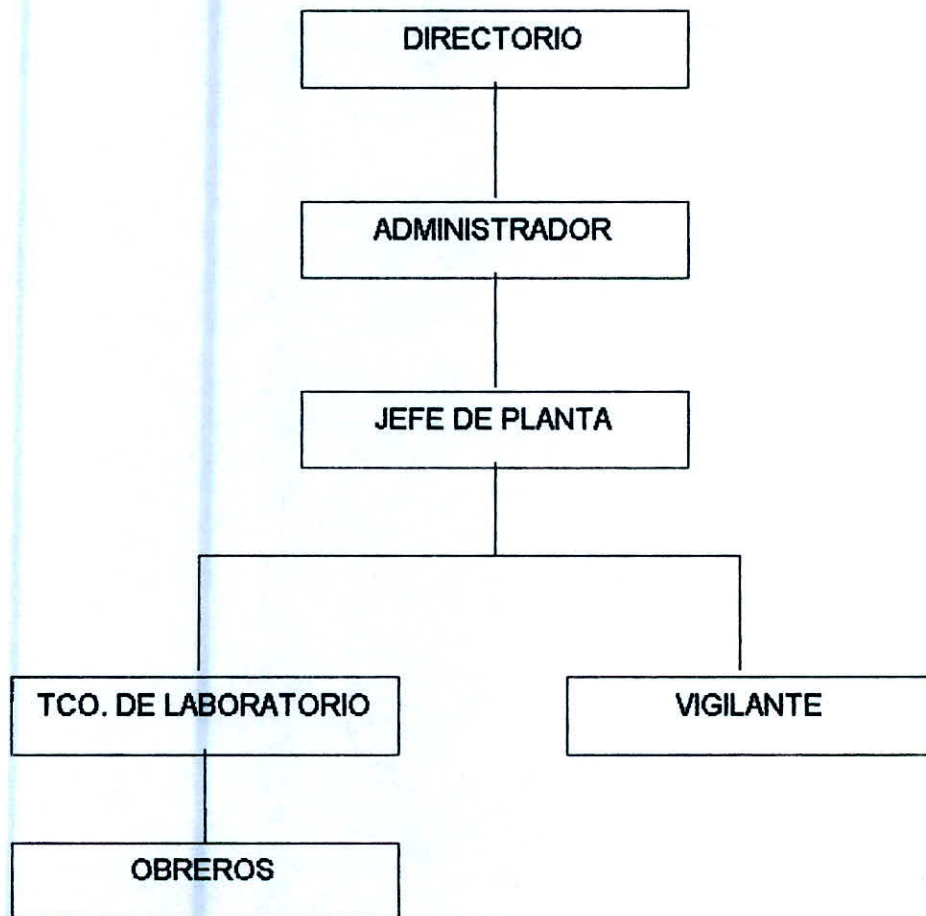 DIRECTORIO
ADMINISTRADOR
JEFE DE PLANTA
TCO. DE LABORATORIO
VIGILANTE
OBREROS